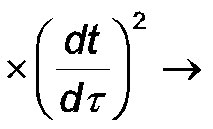 × (dt/dτ)² →